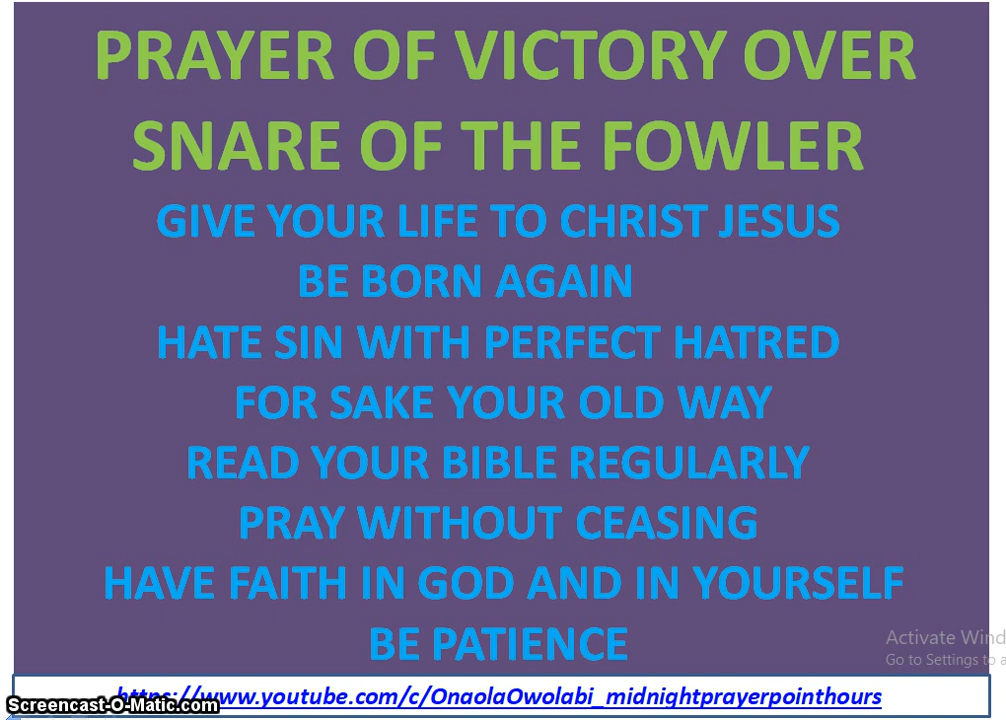 PRAYER OF VICTORY OVER
SNARE OF THE FOWLER
GIVE YOUR LIFE TO CHRIST JESUS
BE BORN AGAIN
HATE SIN WITH PERFECT HATRED
FOR SAKE YOUR OLD WAY
READ YOUR BIBLE REGULARLY
PRAY WITHOUT CEASING
HAVE FAITH IN GOD AND IN YOURSELF
BE PATIENCE
Activate Wind
Go to Settings to a
https://www.youtube.com/c/OnaolaOwolabi_midnightprayerpointhours
Screencast-O-Matic.com